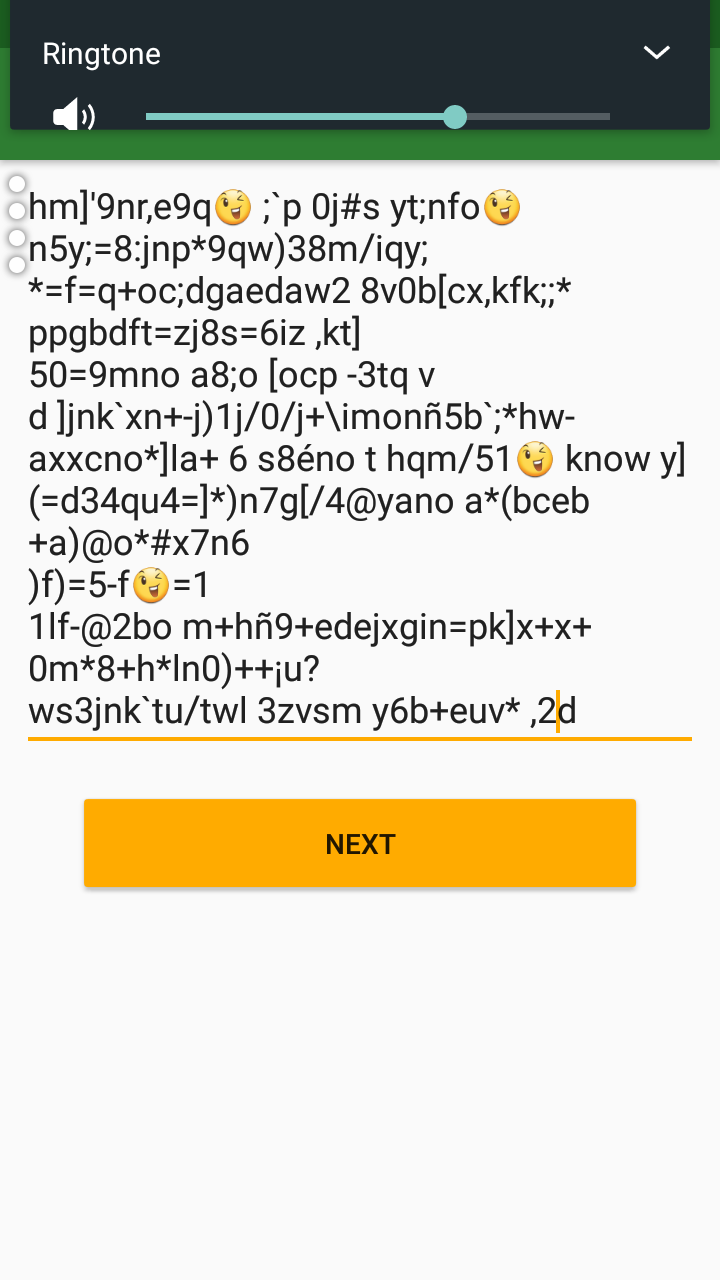 Ringtone
hm]'9nr,e9q😉 ;`p 0j#s yt;nfo😉
n5y;=8:jnp*9qw)38m/iqy;
*=f=q+oc;dgaedaw2 8v0b[cx,kfk;;*
ppgbdft=zj8s=6iz ,kt]
50=9mno a8;o [ocp -3tq v
d ]jnk`xn+-j)1j/0/j+\imonñ5b`;*hw-
axxcno*]la+ 6 s8éno t hqm/51😉 know y]
(=d34qu4=]*)n7g[/4@yano a*(bceb
+a)@o*#x7n6
)f)=5-f😉=1
1lf-@2bo m+hñ9+edejxgin=pk]x+x+
0m*8+h*ln0)++¡u?
ws3jnk`tu/twl 3zvsm y6b+euv* ,2d
NEXT